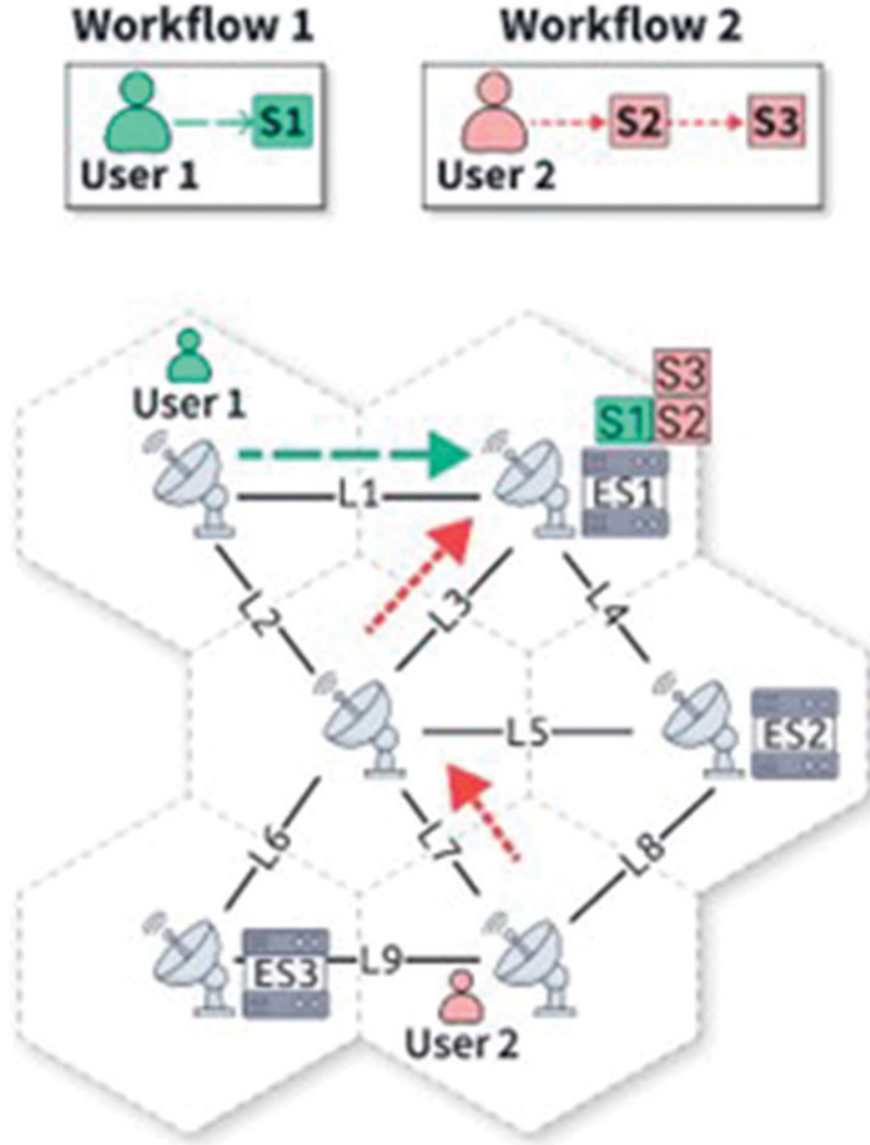 Workflow 1
Workflow 2
S1
User 1
S2
S3
User 2
User 1
S3
S1
S2
ES1
L1
L2
L3
L4
L5
ES2
L6
L7
L8
ES3
L9
User 2